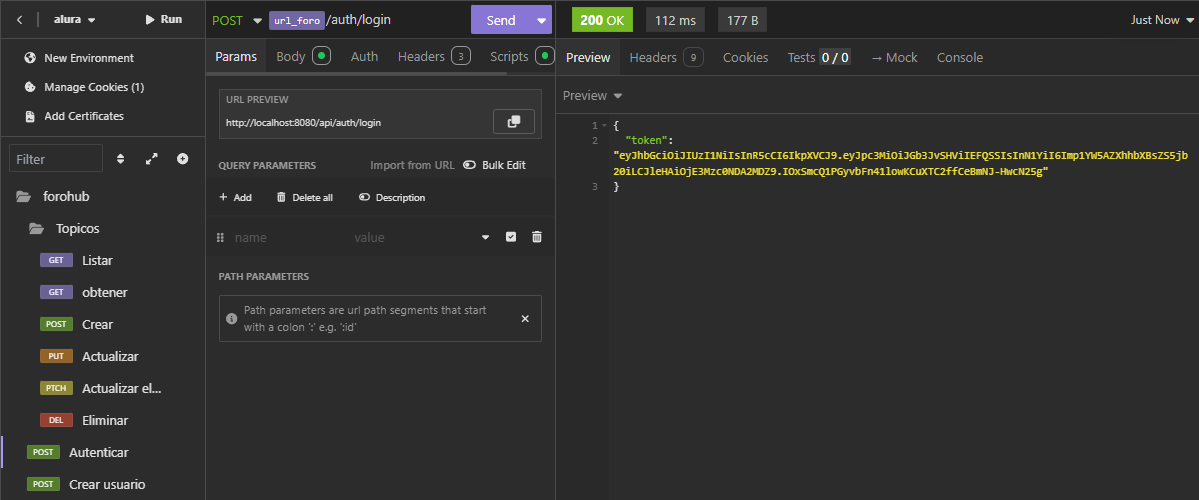 alura
Run
New Environment
Manage Cookies (1)
Add Certificates
Filter
forohub
Topicos
GET Listar
GET obtener
POST Crear
PUT Actualizar
PTCH Actualizar el...
DEL Eliminar
POST Autenticar
POST Crear usuario
POST url_foro /auth/login Send
Params Body Auth Headers 3 Scripts
URL PREVIEW
http://localhost:8080/api/auth/login
QUERY PARAMETERS Import from URL Bulk Edit
+ Add Delete all Description
name value
PATH PARAMETERS
Path parameters are url path segments that start
with a colon ':' e.g. ':id'
200 OK 112 ms 177 B Just Now
Preview Headers 9 Cookies Tests 0 / 0 → Mock Console
Preview
1 {
2 "token":
"eyJhbGciOiJIUzI1NiIsInR5cCI6IkpXVCJ9.eyJpc3MiOiJGb3JvSHViIEFQSSIsInN1YiI6Imp1YW5AZXhhbXBsZS5jb
20iLCJleHAiOjE3Mzc0NDA2MDZ9.IOxSmcQ1PGyvbFn41lowKCuXTC2ffCeBmNJ-HwcN25g"
3 }